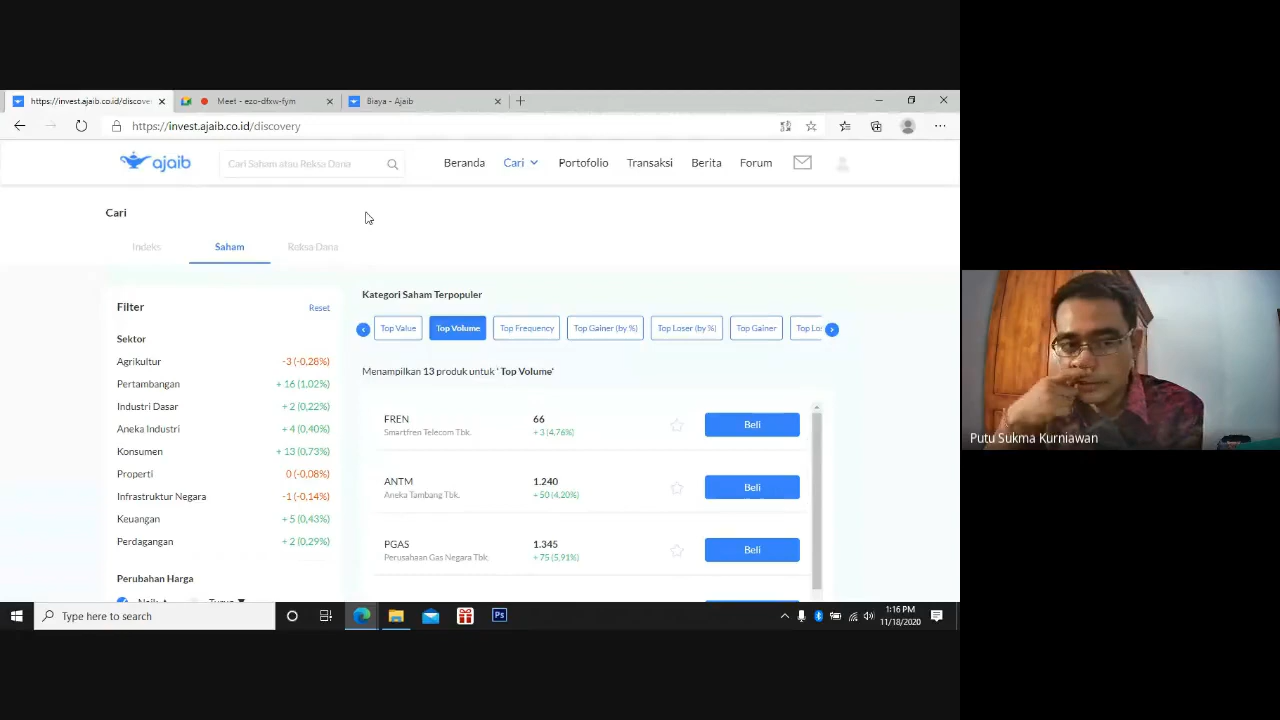 https://invest.ajaib.co.id/discove
Meet - ezo-dfxw-fym
Biaya - Ajaib
https://invest.ajaib.co.id/discovery
ajaib
Cari Saham atau Reksa Dana
Beranda
Cari
Portofolio
Transaksi
Berita
Forum
Cari
Indeks
Saham
Reksa Dana
Filter
Reset
Sektor
Agrikultur -3 (-0,28%)
Pertambangan + 16 (1,02%)
Industri Dasar + 2 (0,22%)
Aneka Industri + 4 (0,40%)
Konsumen + 13 (0,73%)
Properti 0 (-0,08%)
Infrastruktur Negara -1 (-0,14%)
Keuangan + 5 (0,43%)
Perdagangan + 2 (0,29%)
Perubahan Harga
Kategori Saham Terpopuler
Top Value
Top Volume
Top Frequency
Top Gainer (by %)
Top Loser (by %)
Top Gainer
Top Lo
Menampilkan 13 produk untuk ' Top Volume'
FREN 66
Smartfren Telecom Tbk. + 3 (4,76%)
Beli
ANTM 1.240
Aneka Tambang Tbk. + 50 (4,20%)
Beli
PGAS 1.345
Perusahaan Gas Negara Tbk. + 75 (5,91%)
Beli
Type here to search
Ps
1:16 PM
11/18/2020
Putu Sukma Kurniawan